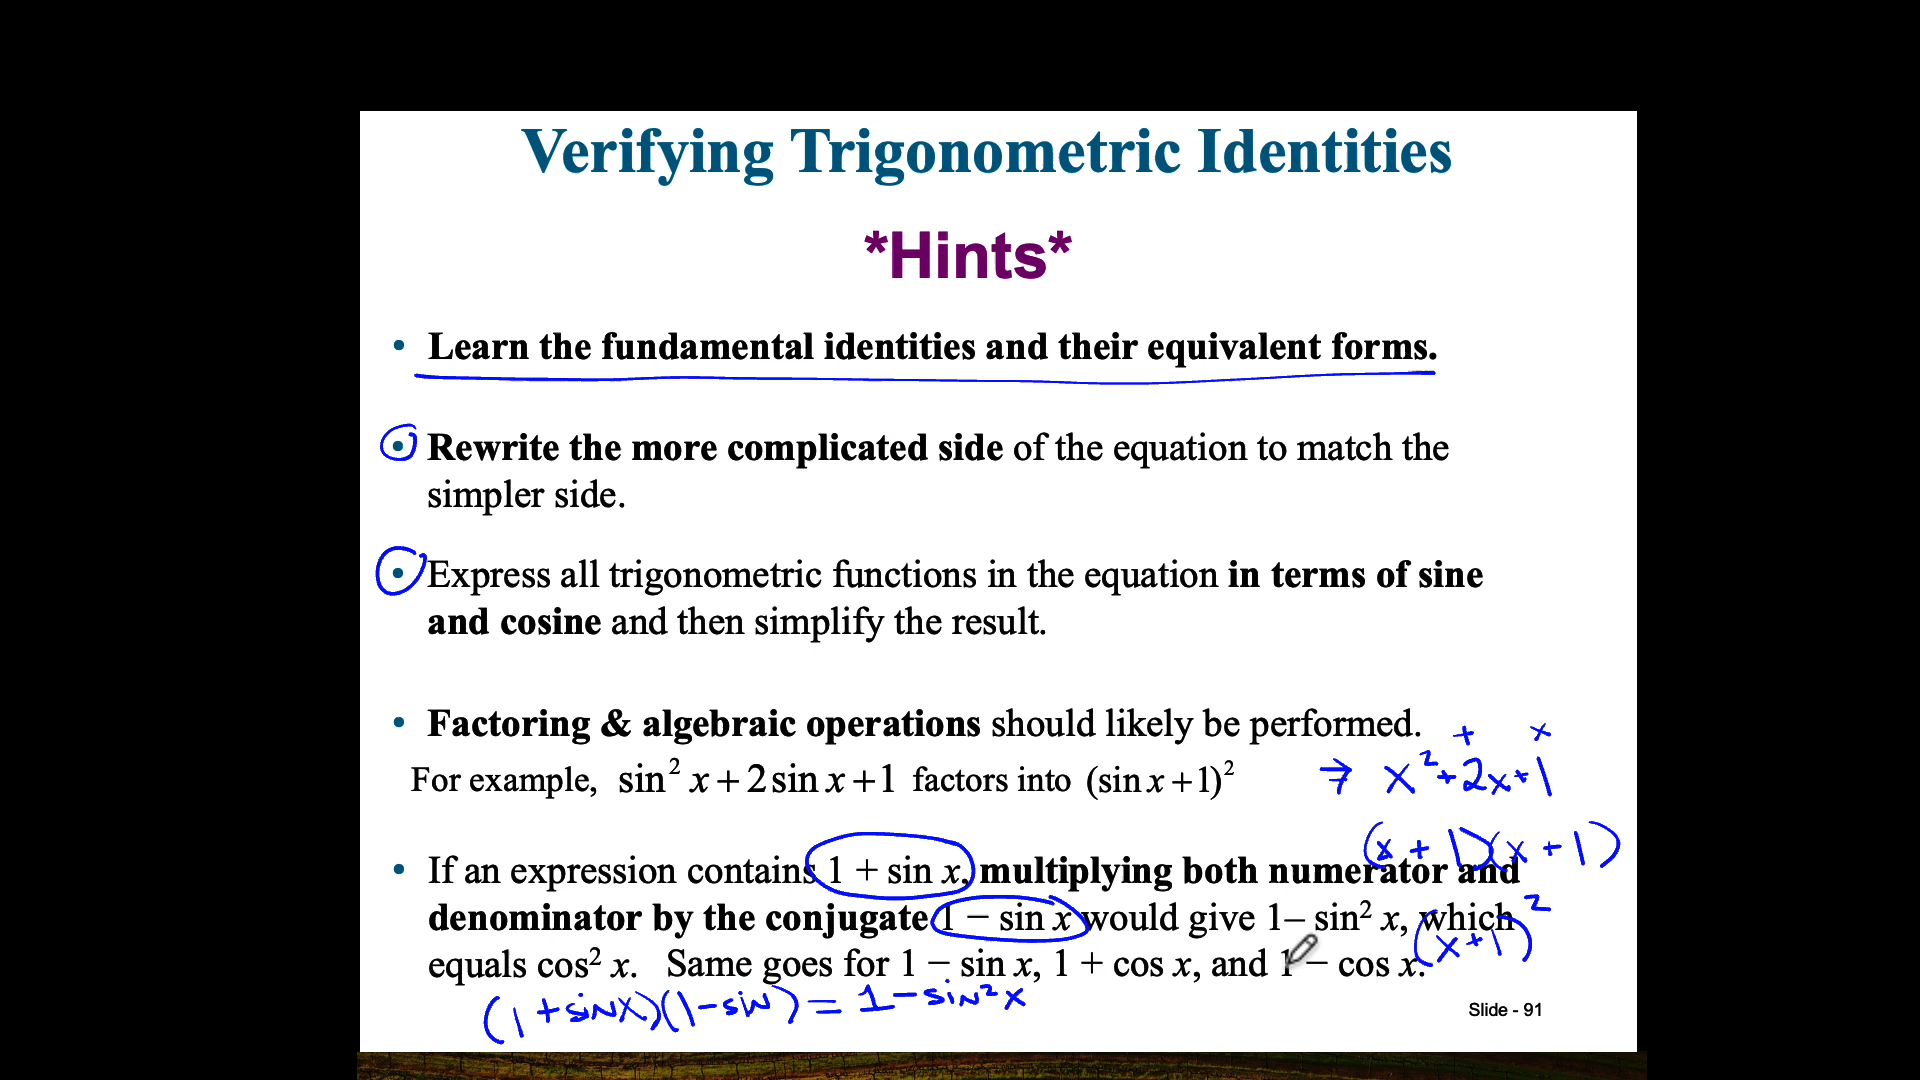 Verifying Trigonometric Identities
*Hints*
• Learn the fundamental identities and their equivalent forms.
• Rewrite the more complicated side of the equation to match the
simpler side.
• Express all trigonometric functions in the equation in terms of sine
and cosine and then simplify the result.
• Factoring & algebraic operations should likely be performed.
+ x
For example, sin² x + 2 sin x + 1 factors into (sin x + 1)²
→ x² + 2x + 1
(x + 1)(x + 1)
• If an expression contains 1 + sin x, multiplying both numerator and
denominator by the conjugate 1 − sin x would give 1– sin² x, which
(x+1)²
equals cos² x. Same goes for 1 − sin x, 1 + cos x, and 1 − cos x.
(1 + sinx)(1 - sin) = 1 - sin²x
Slide - 91